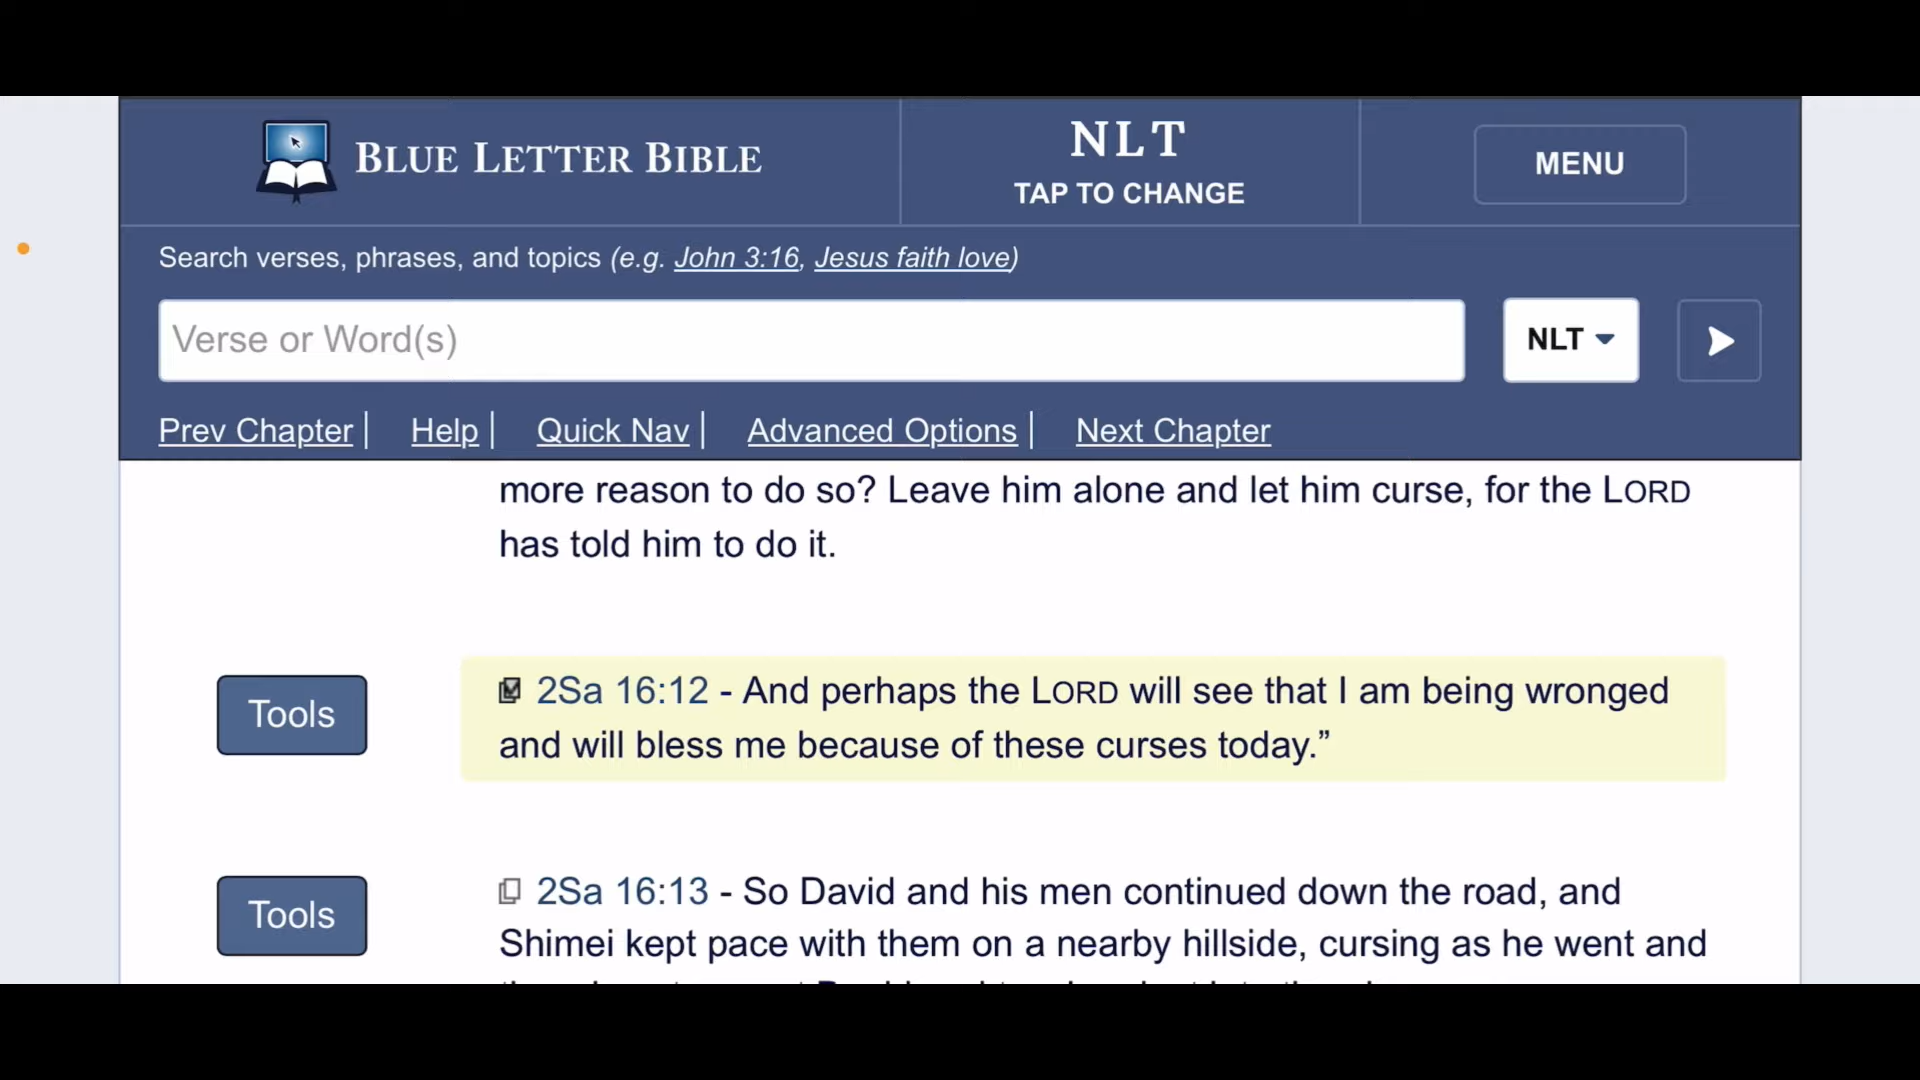 BLUE LETTER BIBLE
NLT
TAP TO CHANGE
MENU
Search verses, phrases, and topics (e.g. John 3:16, Jesus faith love)
Verse or Word(s)
NLT
Prev Chapter | Help | Quick Nav | Advanced Options | Next Chapter
more reason to do so? Leave him alone and let him curse, for the LORD
has told him to do it.
Tools
2Sa 16:12 - And perhaps the LORD will see that I am being wronged
and will bless me because of these curses today.”
Tools
2Sa 16:13 - So David and his men continued down the road, and
Shimei kept pace with them on a nearby hillside, cursing as he went and